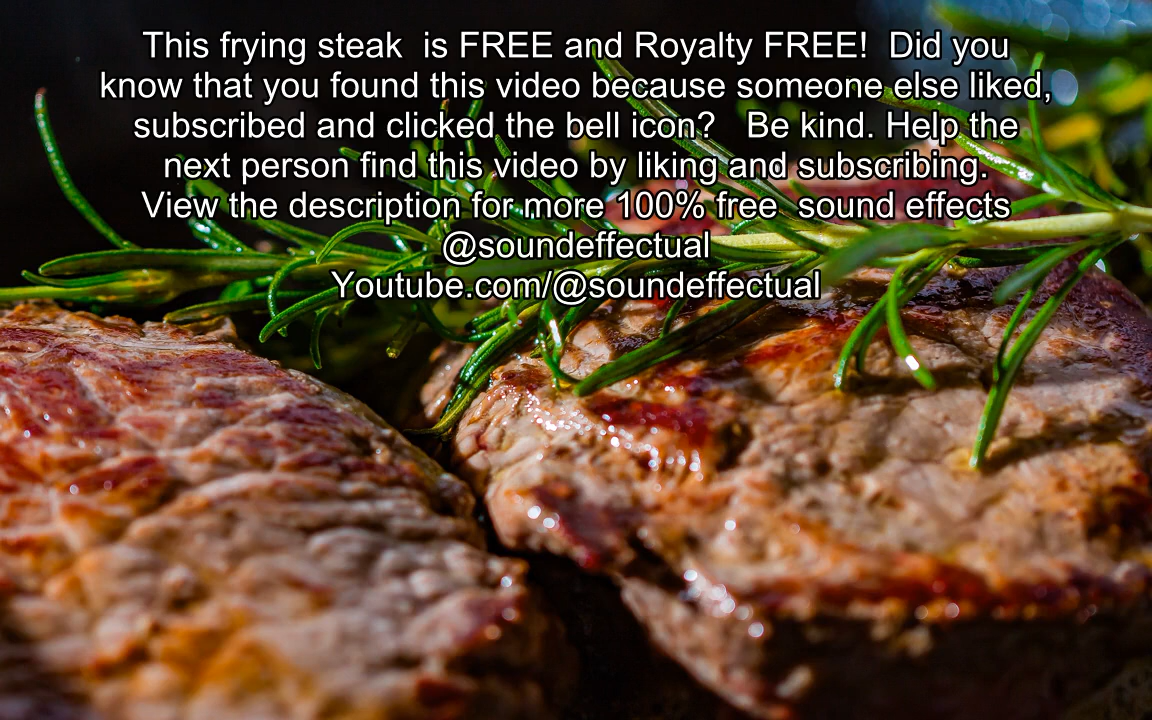 This frying steak  is FREE and Royalty FREE!  Did you
know that you found this video because someone else liked,
subscribed and clicked the bell icon?   Be kind. Help the
next person find this video by liking and subscribing.
View the description for more 100% free  sound effects
@soundeffectual
Youtube.com/@soundeffectual